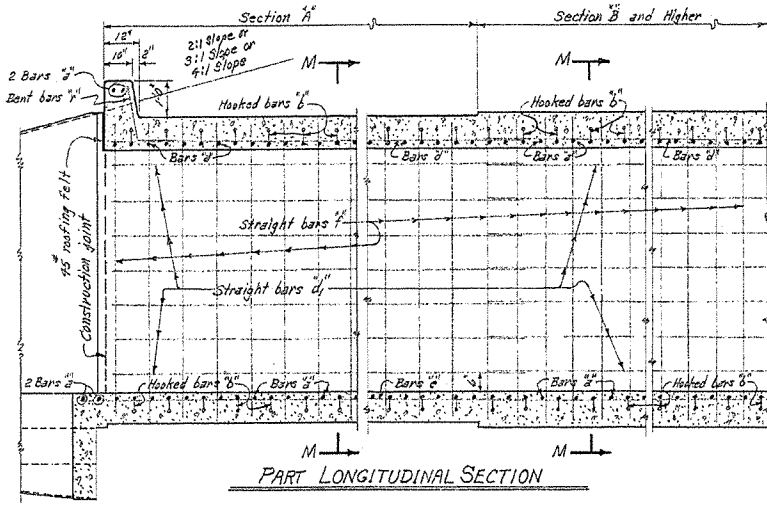 Section "A"
Section "B" and Higher
12"
10"
2"
2:1 Slope or
3:1 Slope or
4:1 Slope
M
M
2 Bars "a"
Bent bars "r"
Hooked bars "b"
Hooked bars "b"
Bars "d"
Bars "d"
Bars "d"
Bars "d"
45# roofing felt
Construction joint
Straight bars "f"
Straight bars "d1"
2 Bars "a"
Hooked bars "b"
Bars "a"
Bars "e"
Bars "a"
Hooked bars "b"
M
M
PART LONGITUDINAL SECTION